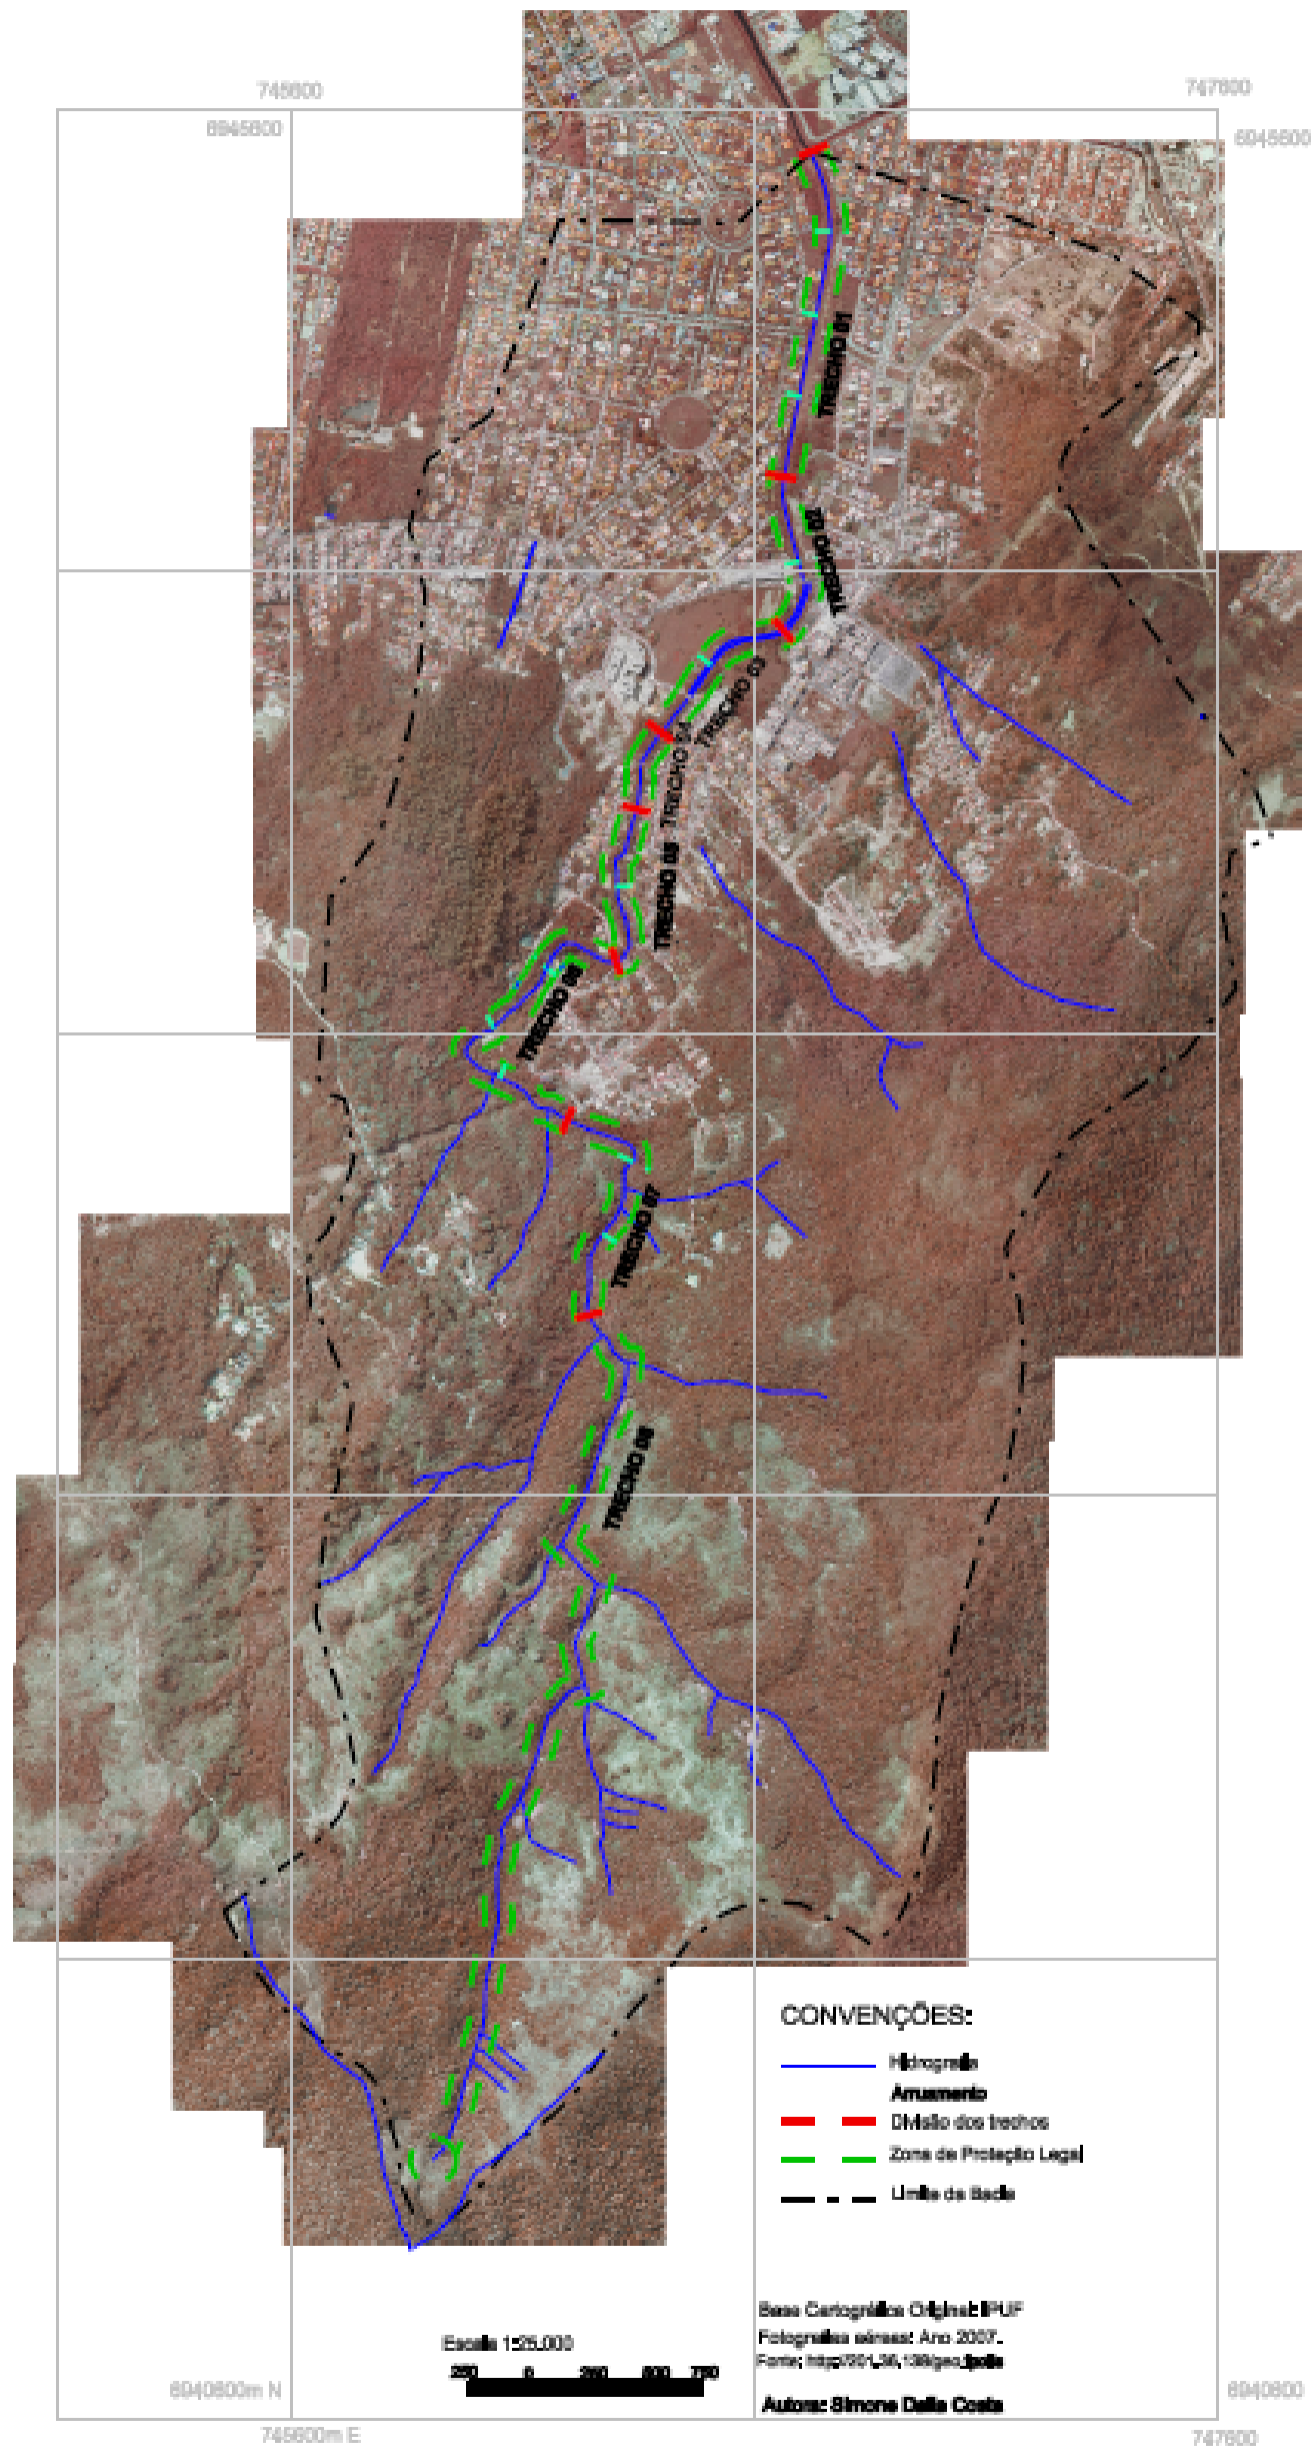 745600
747600
6945600
6945600
TRECHO 01
TRECHO 02
TRECHO 03
TRECHO 04
TRECHO 05
TRECHO 06
TRECHO 07
TRECHO 08
CONVENÇÕES:
Hidrografia
Arruamento
Divisão dos trechos
Zona de Proteção Legal
Limite da Bacia
Base Cartográfica Original: IPUF
Fotografias aéreas: Ano 2007.
Fonte:
Escala 1:25.000
250 0 250 500 750
Autora: Simone Dalla Costa
6940600m N
6940600
745600m E
747600